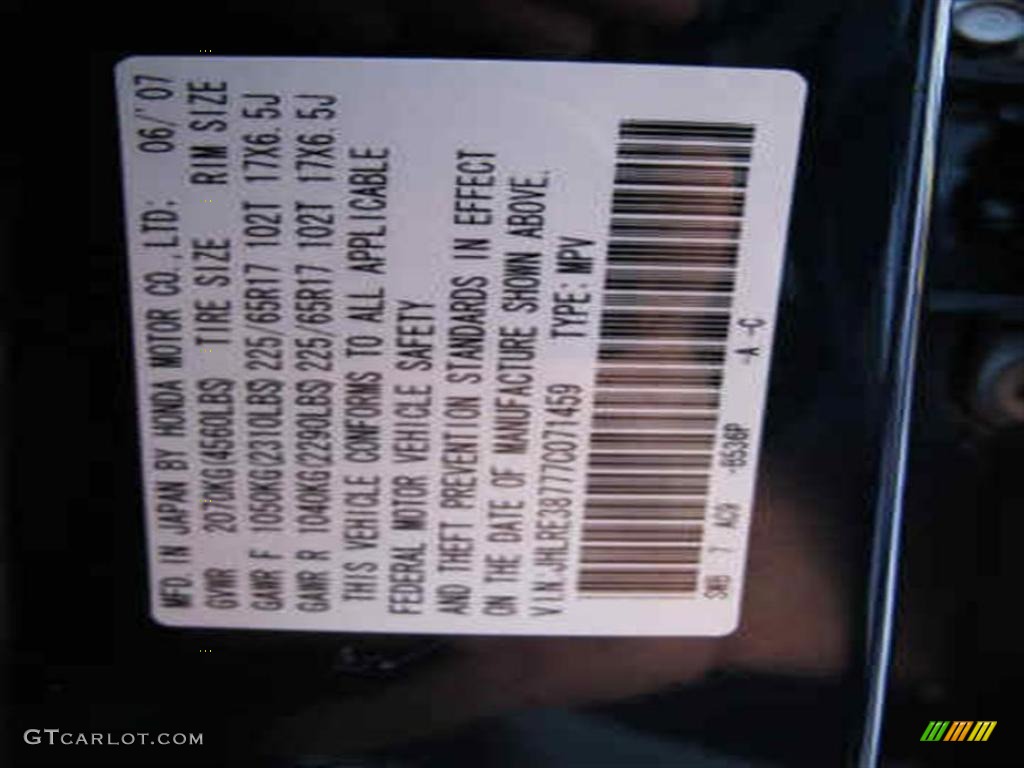 MFD. IN JAPAN BY HONDA MOTOR CO.,LTD. 06/'07
GVWR 2070KG 4560LBS TIRE SIZE RIM SIZE
GAWR F 1050KG 2310LBS 225/65R17 102T 17X6.5J
GAWR R 1040KG 2290LBS 225/65R17 102T 17X6.5J
THIS VEHICLE CONFORMS TO ALL APPLICABLE
FEDERAL MOTOR VEHICLE SAFETY
AND THEFT PREVENTION STANDARDS IN EFFECT
ON THE DATE OF MANUFACTURE SHOWN ABOVE.
V.I.N JHLRE38777C071459 TYPE: MPV
7 AC9 -B536P -A -C
GTCARLOT.COM